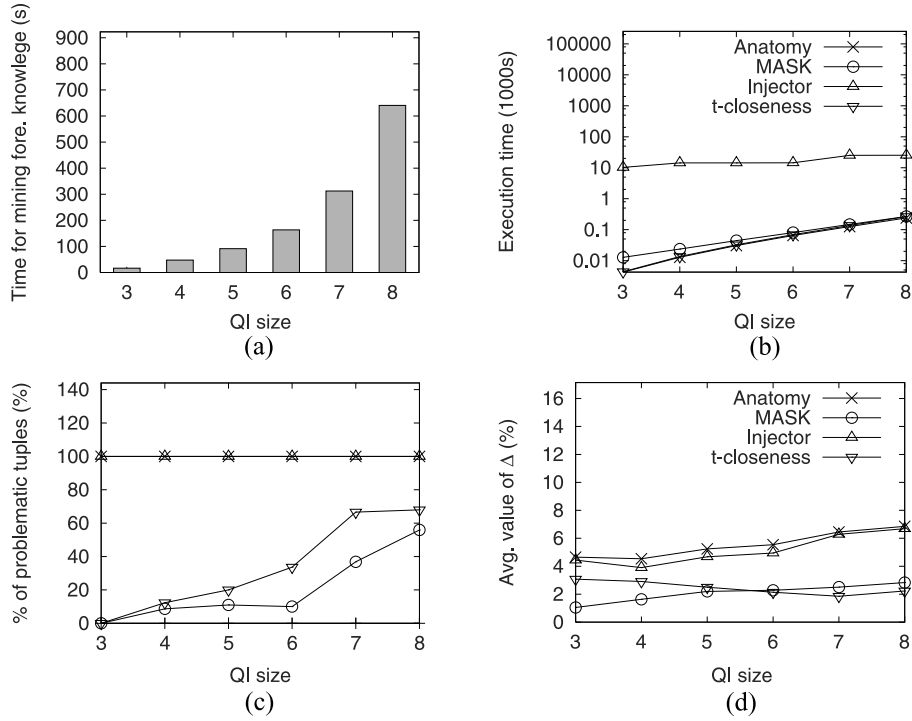 Time for mining fore. knowlege (s)
900
800
700
600
500
400
300
200
100
0
3 4 5 6 7 8
QI size
(a)
Execution time (1000s)
100000
10000
1000
100
10
1
0.1
0.01
Anatomy
MASK
Injector
t-closeness
3 4 5 6 7 8
QI size
(b)
% of problematic tuples (%)
140
120
100
80
60
40
20
0
3 4 5 6 7 8
QI size
(c)
Avg. value of Δ (%)
16
14
12
10
8
6
4
2
0
Anatomy
MASK
Injector
t-closeness
3 4 5 6 7 8
QI size
(d)